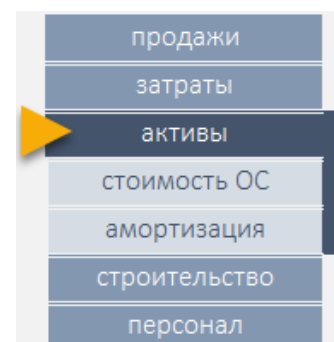 продажи
затраты
активы
стоимость ОС
амортизация
строительство
персонал